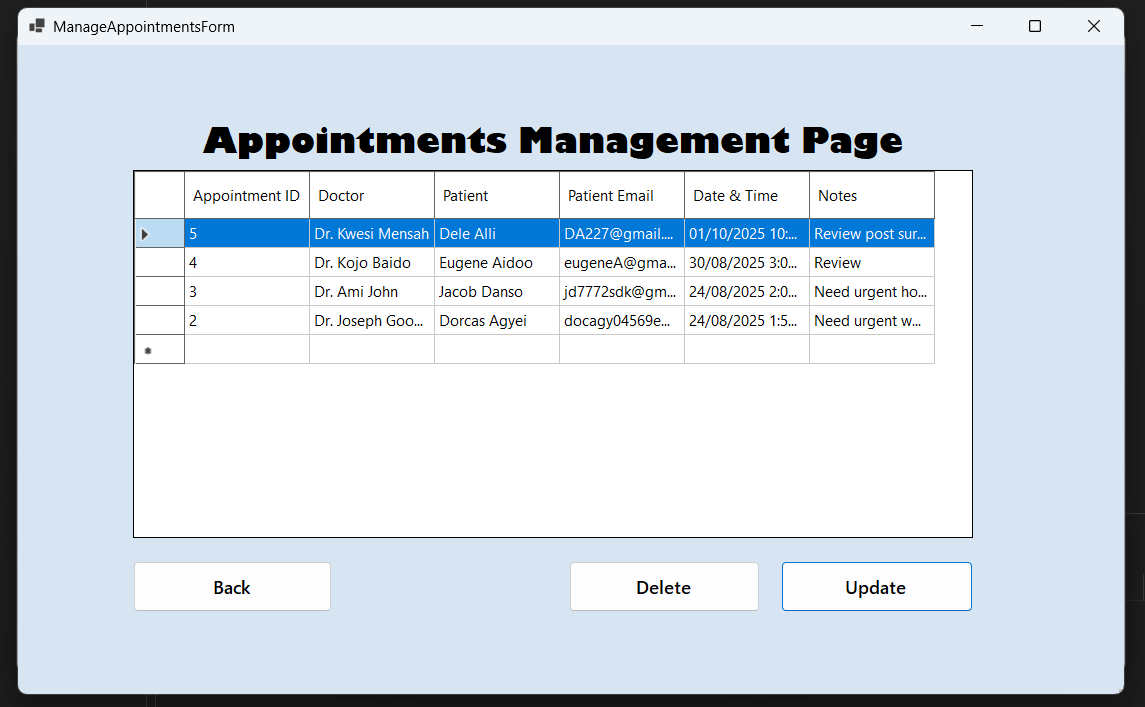 ManageAppointmentsForm
Appointments Management Page
Appointment ID Doctor Patient Patient Email Date & Time Notes
5 Dr. Kwesi Mensah Dele Alli DA227@gmail.... 01/10/2025 10:... Review post sur...
4 Dr. Kojo Baido Eugene Aidoo eugeneA@gma... 30/08/2025 3:0... Review
3 Dr. Ami John Jacob Danso jd7772sdk@gm... 24/08/2025 2:0... Need urgent ho...
2 Dr. Joseph Goo... Dorcas Agyei docagy04569e... 24/08/2025 1:5... Need urgent w...
Back Delete Update